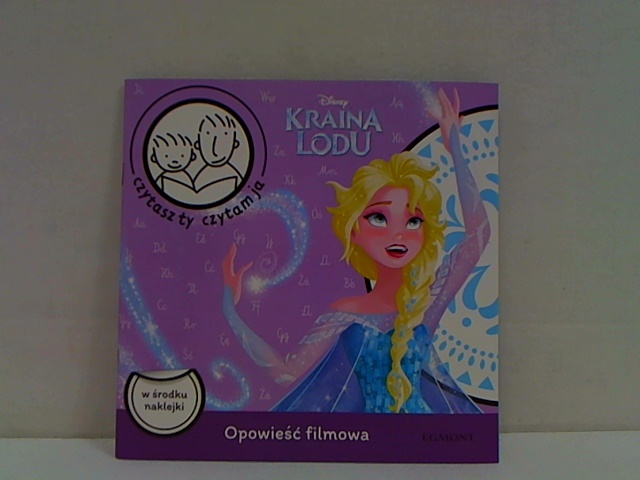 Disney
KRAINA
LODU
czytasz ty czytam ja
w środku
naklejki
Opowieść filmowa
EGMONT